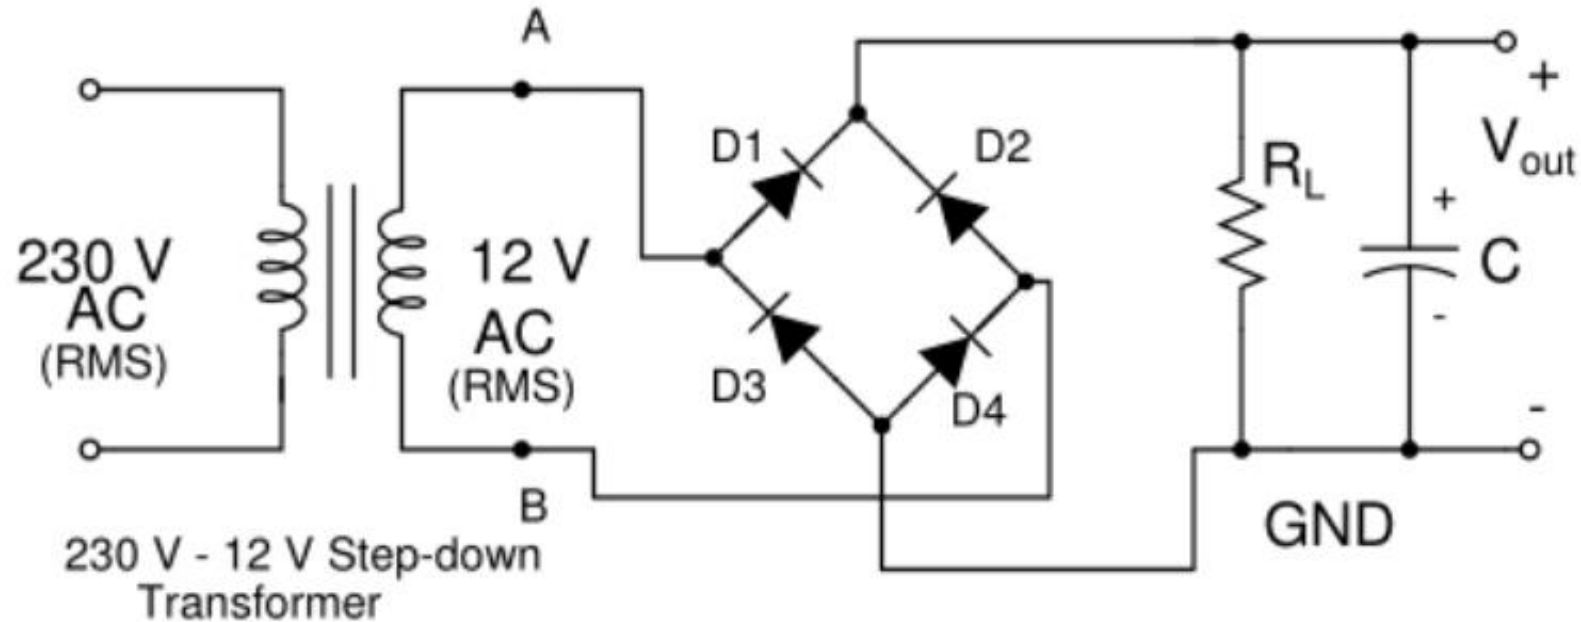 A
230 V
AC
(RMS)
12 V
AC
(RMS)
B
230 V - 12 V Step-down
Transformer
D1
D2
D3
D4
RL
+
C
-
+
Vout
-
GND